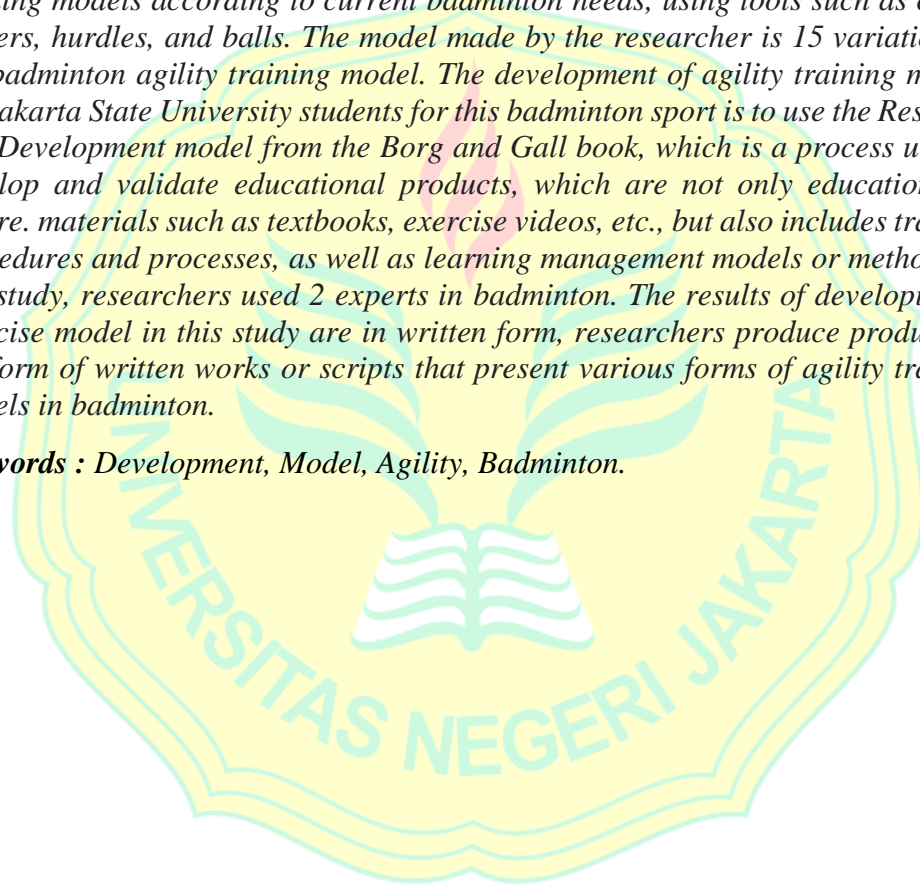 ing models according to current badminton needs, using tools such as
ers, hurdles, and balls. The model made by the researcher is 15 variatio
badminton agility training model. The development of agility training m
akarta State University students for this badminton sport is to use the Res
Development model from the Borg and Gall book, which is a process u
lop and validate educational products, which are not only education
re. materials such as textbooks, exercise videos, etc., but also includes tra
edures and processes, as well as learning management models or metho
study, researchers used 2 experts in badminton. The results of developi
cise model in this study are in written form, researchers produce produ
form of written works or scripts that present various forms of agility tra
els in badminton.
words : Development, Model, Agility, Badminton.
UNIVERSITAS NEGERI JAKARTA